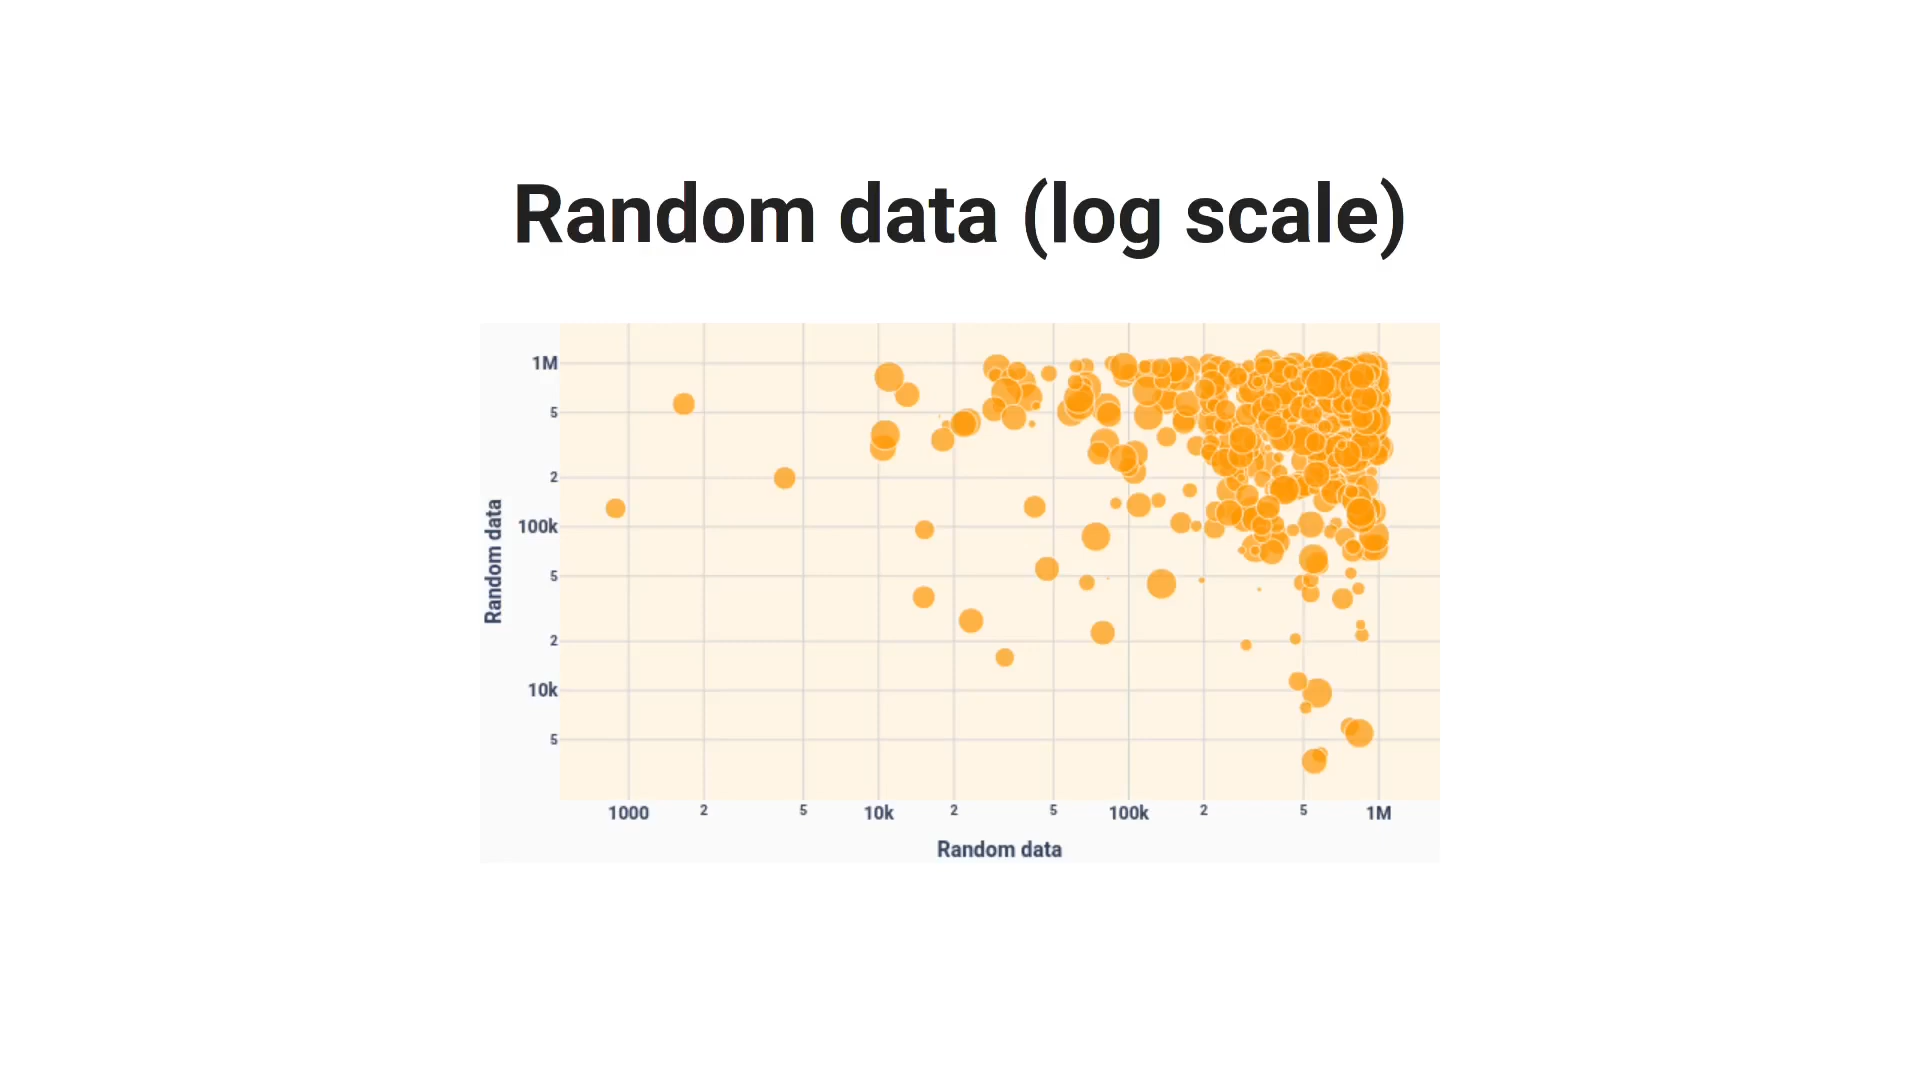 Random data (log scale)
1M
5
2
100k
5
2
10k
5
Random data
1000 2 5 10k 2 5 100k 2 5 1M
Random data